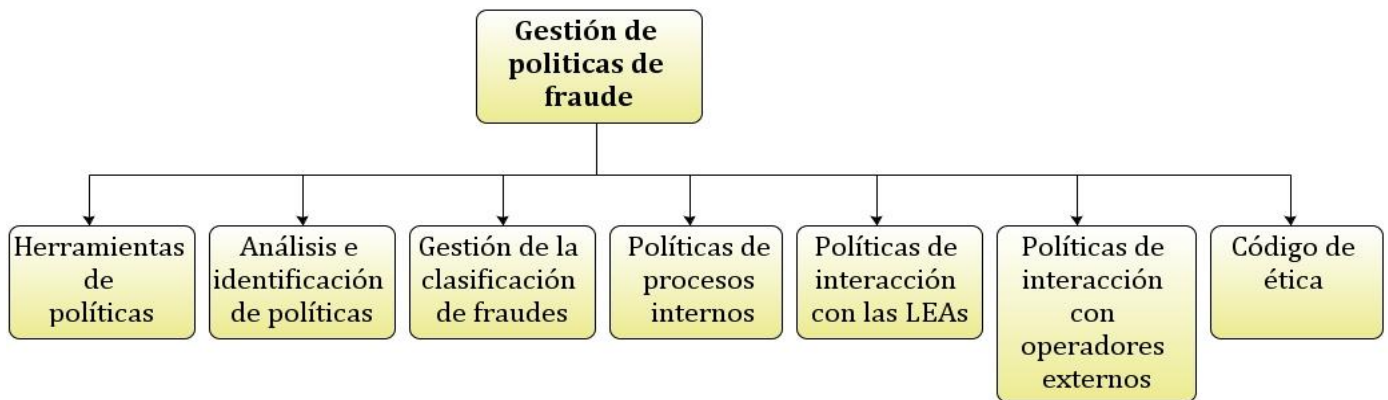 Gestión de
politicas de
fraude
Herramientas
de
políticas
Análisis e
identificación
de políticas
Gestión de la
clasificación
de fraudes
Políticas de
procesos
internos
Políticas de
interacción
con las LEAs
Políticas de
interacción
con
operadores
externos
Código de
ética